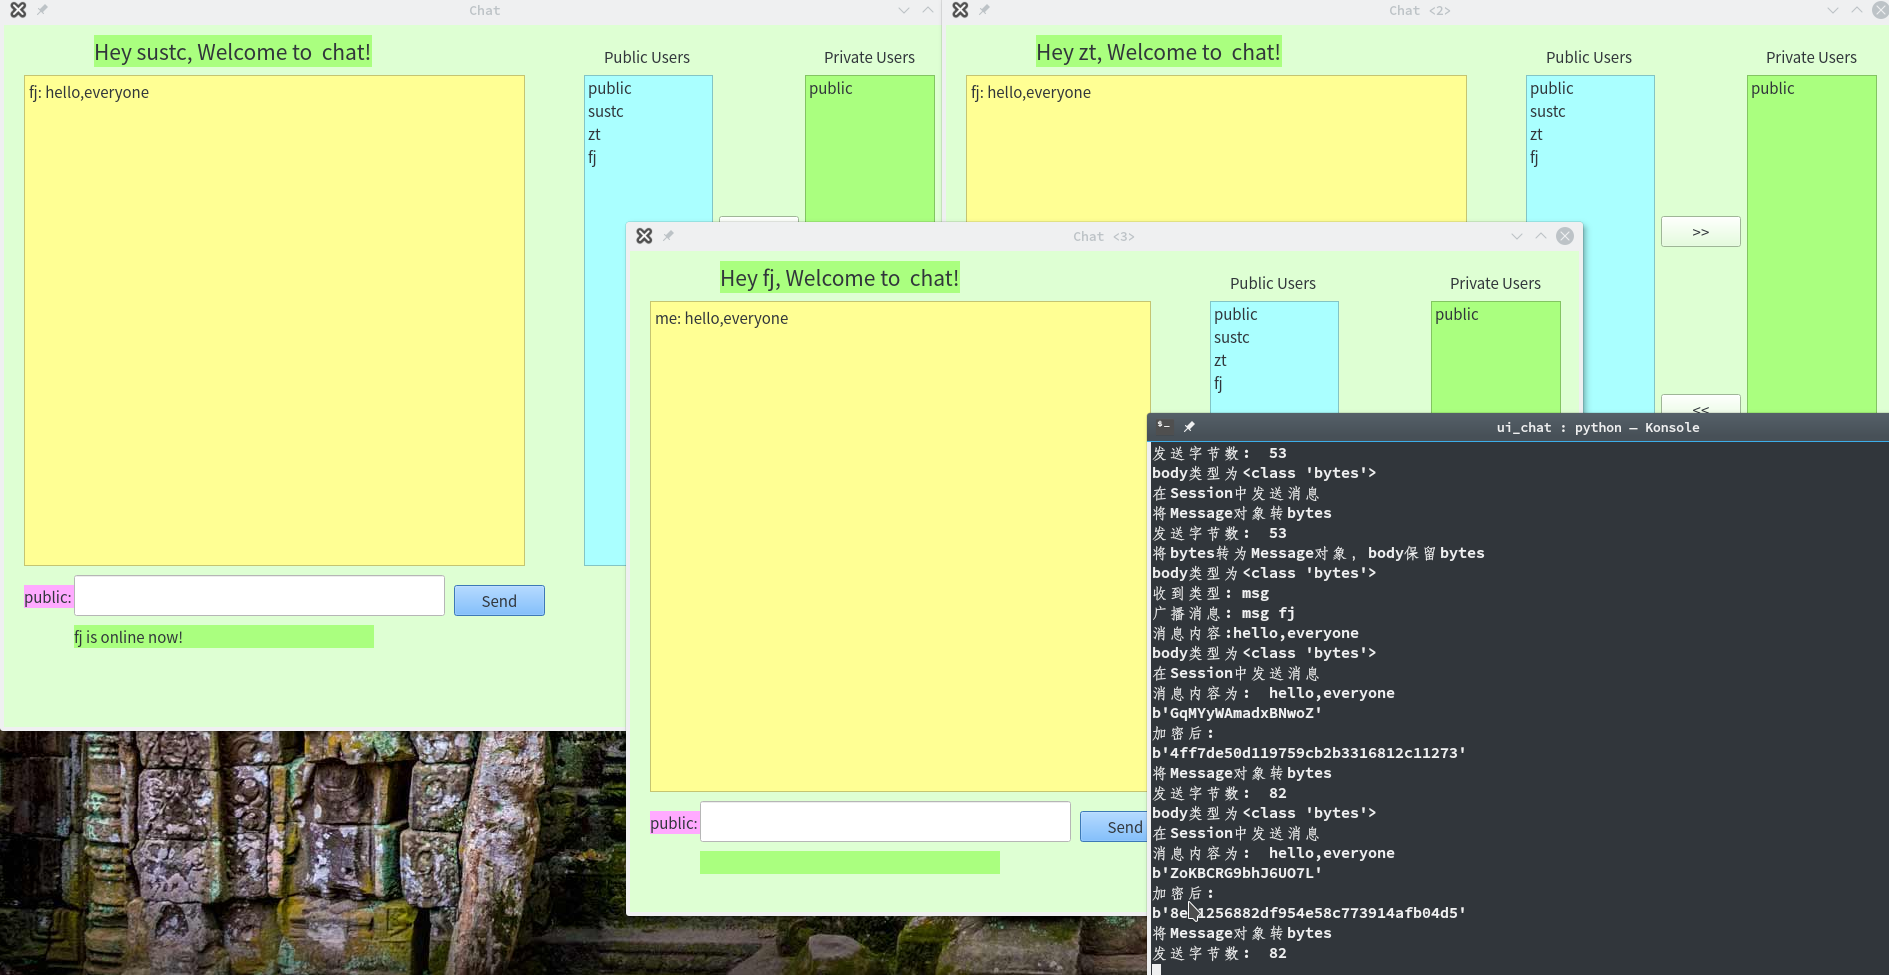 Chat
Hey sustc, Welcome to  chat!
Public Users
Private Users
fj: hello,everyone
public
sustc
zt
fj
public
public:
Send
fj is online now!
Chat <2>
Hey zt, Welcome to  chat!
Public Users
Private Users
fj: hello,everyone
public
sustc
zt
fj
>>
<<
public
Chat <3>
Hey fj, Welcome to  chat!
Public Users
Private Users
me: hello,everyone
public
sustc
zt
fj
public
public:
Send
ui_chat : python — Konsole
发送字节数:  53
body类型为<class 'bytes'>
在Session中发送消息
将Message对象转bytes
发送字节数:  53
将bytes转为Message对象, body保留bytes
body类型为<class 'bytes'>
收到类型: msg
广播消息: msg fj
消息内容:hello,everyone
body类型为<class 'bytes'>
在Session中发送消息
消息内容为:  hello,everyone
b'GqMYyWAmadxBNwoZ'
加密后:
b'4ff7de50d119759cb2b3316812c11273'
将Message对象转bytes
发送字节数:  82
body类型为<class 'bytes'>
在Session中发送消息
消息内容为:  hello,everyone
b'ZoKBCRG9bhJ6UO7L'
加密后:
将Message对象转bytes
发送字节数:  82